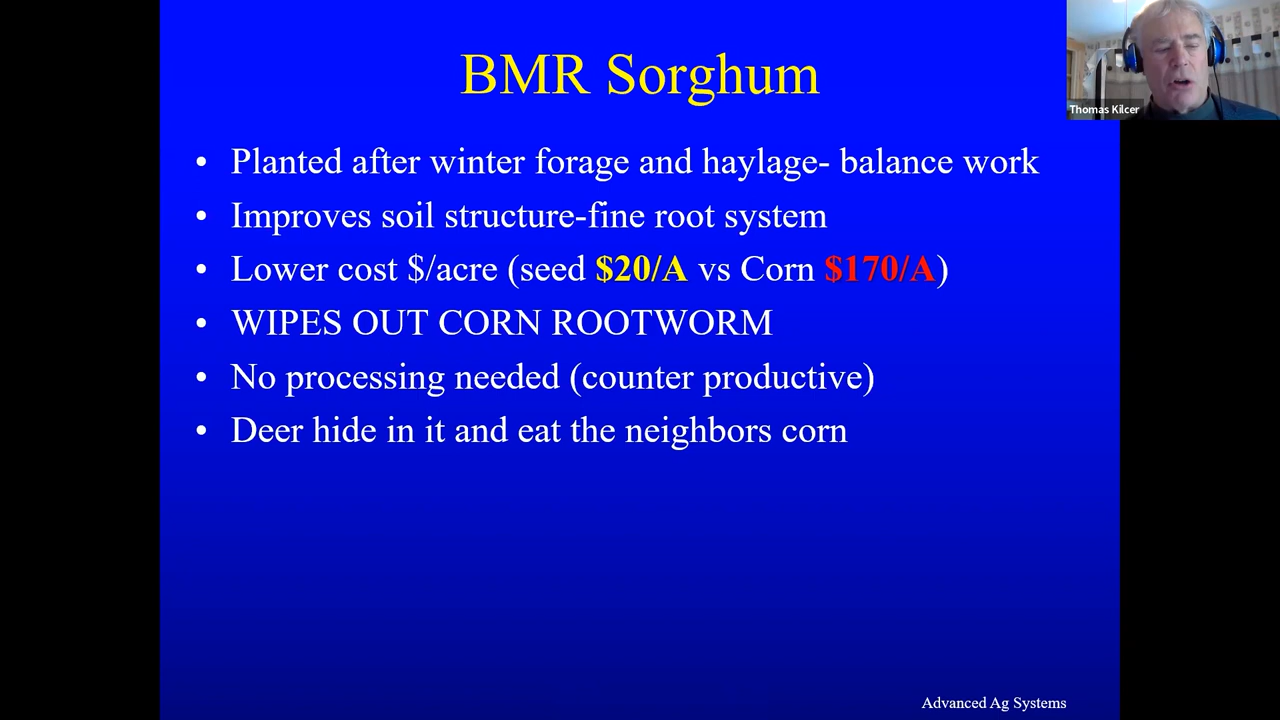 BMR Sorghum
Thomas Kilcer
• Planted after winter forage and haylage- balance work
• Improves soil structure-fine root system
• Lower cost $/acre (seed $20/A vs Corn $170/A)
• WIPES OUT CORN ROOTWORM
• No processing needed (counter productive)
• Deer hide in it and eat the neighbors corn
Advanced Ag Systems